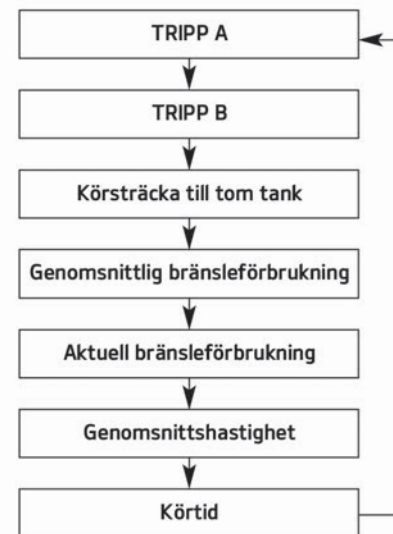 TRIPP A
TRIPP B
Körsträcka till tom tank
Genomsnittlig bränsleförbrukning
Aktuell bränsleförbrukning
Genomsnittshastighet
Körtid